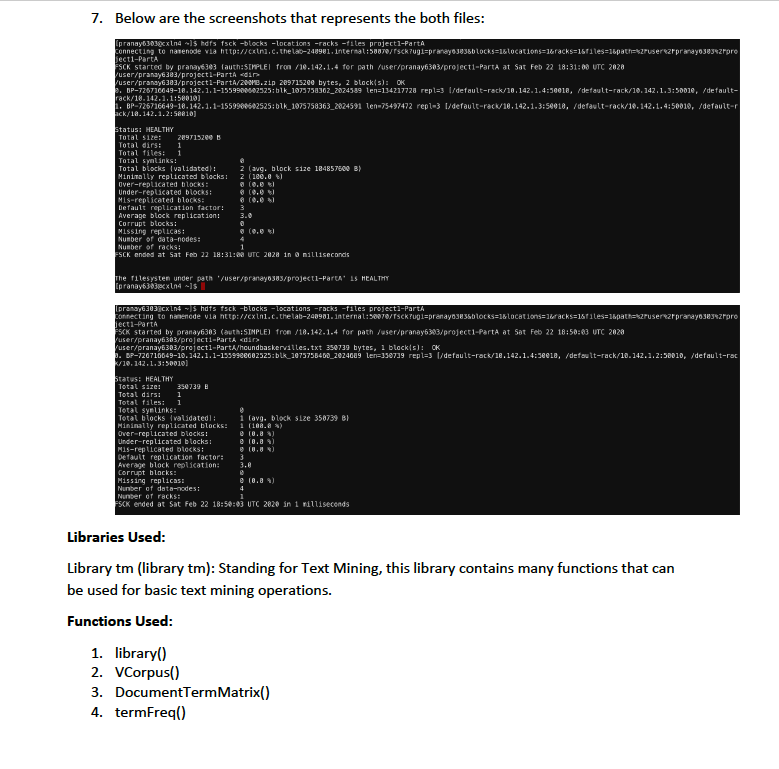 7. Below are the screenshots that represents the both files:
[pranay6303@cxln4 ~]$ hdfs fsck -blocks -locations -racks -files project1-PartA
Connecting to namenode via http://cxln1.c.thelab-240901.internal:50070/fsck?ugi=pranay6303&blocks=1&locations=1&racks=1&files=1&path=%2Fuser%2Fpranay6303%2Fpro
ject1-PartA
FSCK started by pranay6303 (auth:SIMPLE) from /10.142.1.4 for path /user/pranay6303/project1-PartA at Sat Feb 22 18:31:00 UTC 2020
/user/pranay6303/project1-PartA <dir>
/user/pranay6303/project1-PartA/200MB.zip 209715200 bytes, 2 block(s): OK
0. BP-726716649-10.142.1.1-1559900602525:blk_1075758362_2024589 len=134217728 repl=3 [/default-rack/10.142.1.4:50010, /default-rack/10.142.1.3:50010, /default-
rack/10.142.1.1:50010]
1. BP-726716649-10.142.1.1-1559900602525:blk_1075758363_2024591 len=75497472 repl=3 [/default-rack/10.142.1.3:50010, /default-rack/10.142.1.4:50010, /default-r
ack/10.142.1.2:50010]
Status: HEALTHY
Total size: 209715200 B
Total dirs: 1
Total files: 1
Total symlinks: 0
Total blocks (validated): 2 (avg. block size 104857600 B)
Minimally replicated blocks: 2 (100.0 %)
Over-replicated blocks: 0 (0.0 %)
Under-replicated blocks: 0 (0.0 %)
Mis-replicated blocks: 0 (0.0 %)
Default replication factor: 3
Average block replication: 3.0
Corrupt blocks: 0
Missing replicas: 0 (0.0 %)
Number of data-nodes: 4
Number of racks: 1
FSCK ended at Sat Feb 22 18:31:00 UTC 2020 in 0 milliseconds
The filesystem under path '/user/pranay6303/project1-PartA' is HEALTHY
[pranay6303@cxln4 ~]$
[pranay6303@cxln4 ~]$ hdfs fsck -blocks -locations -racks -files project1-PartA
Connecting to namenode via http://cxln1.c.thelab-240901.internal:50070/fsck?ugi=pranay6303&blocks=1&locations=1&racks=1&files=1&path=%2Fuser%2Fpranay6303%2Fpro
ject1-PartA
FSCK started by pranay6303 (auth:SIMPLE) from /10.142.1.4 for path /user/pranay6303/project1-PartA at Sat Feb 22 18:50:03 UTC 2020
/user/pranay6303/project1-PartA <dir>
/user/pranay6303/project1-PartA/houndbaskervilles.txt 350739 bytes, 1 block(s): OK
0. BP-726716649-10.142.1.1-1559900602525:blk_1075758460_2024689 len=350739 repl=3 [/default-rack/10.142.1.4:50010, /default-rack/10.142.1.2:50010, /default-rac
k/10.142.1.3:50010]
Status: HEALTHY
Total size: 350739 B
Total dirs: 1
Total files: 1
Total symlinks: 0
Total blocks (validated): 1 (avg. block size 350739 B)
Minimally replicated blocks: 1 (100.0 %)
Over-replicated blocks: 0 (0.0 %)
Under-replicated blocks: 0 (0.0 %)
Mis-replicated blocks: 0 (0.0 %)
Default replication factor: 3
Average block replication: 3.0
Corrupt blocks: 0
Missing replicas: 0 (0.0 %)
Number of data-nodes: 4
Number of racks: 1
FSCK ended at Sat Feb 22 18:50:03 UTC 2020 in 1 milliseconds
Libraries Used:
Library tm (library tm): Standing for Text Mining, this library contains many functions that can
be used for basic text mining operations.
Functions Used:
1. library()
2. VCorpus()
3. DocumentTermMatrix()
4. termFreq()